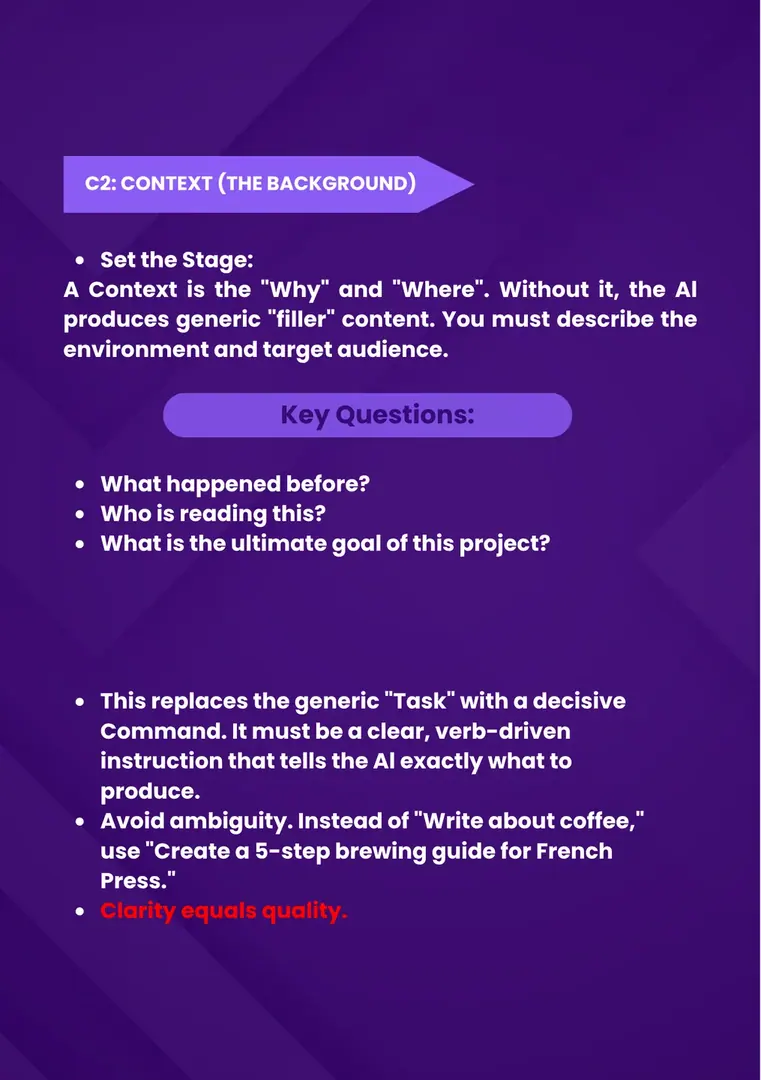 C2: CONTEXT (THE BACKGROUND)
• Set the Stage:
A Context is the "Why" and "Where". Without it, the AI
produces generic "filler" content. You must describe the
environment and target audience.
Key Questions:
• What happened before?
• Who is reading this?
• What is the ultimate goal of this project?
• This replaces the generic "Task" with a decisive
Command. It must be a clear, verb-driven
instruction that tells the AI exactly what to
produce.
• Avoid ambiguity. Instead of "Write about coffee,"
use "Create a 5-step brewing guide for French
Press."
• Clarity equals quality.